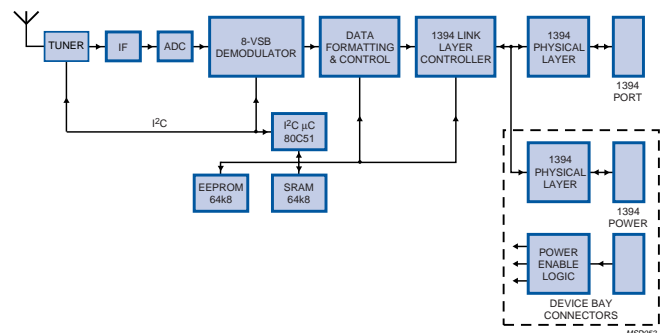 TUNER
IF
ADC
8-VSB
DEMODULATOR
DATA
FORMATTING
& CONTROL
1394 LINK
LAYER
CONTROLLER
1394
PHYSICAL
LAYER
1394
PORT
I²C
I²C µC
80C51
EEPROM
64k8
SRAM
64k8
1394
PHYSICAL
LAYER
1394
POWER
POWER
ENABLE
LOGIC
DEVICE BAY
CONNECTORS